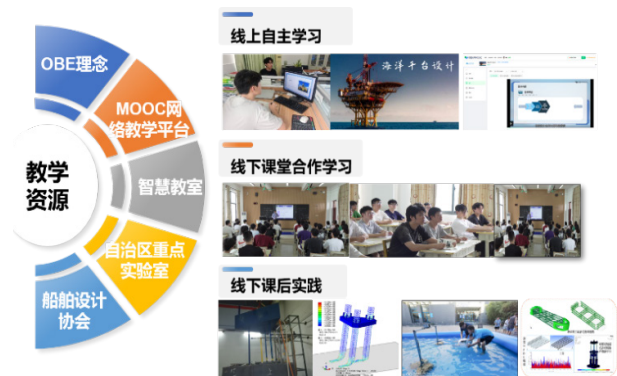 OBE理念
MOOC网
络教学平台
智慧教室
自治区重点
实验室
船舶设计
协会
教学
资源
线上自主学习
海洋平台设计
线下课堂合作学习
线下课后实践